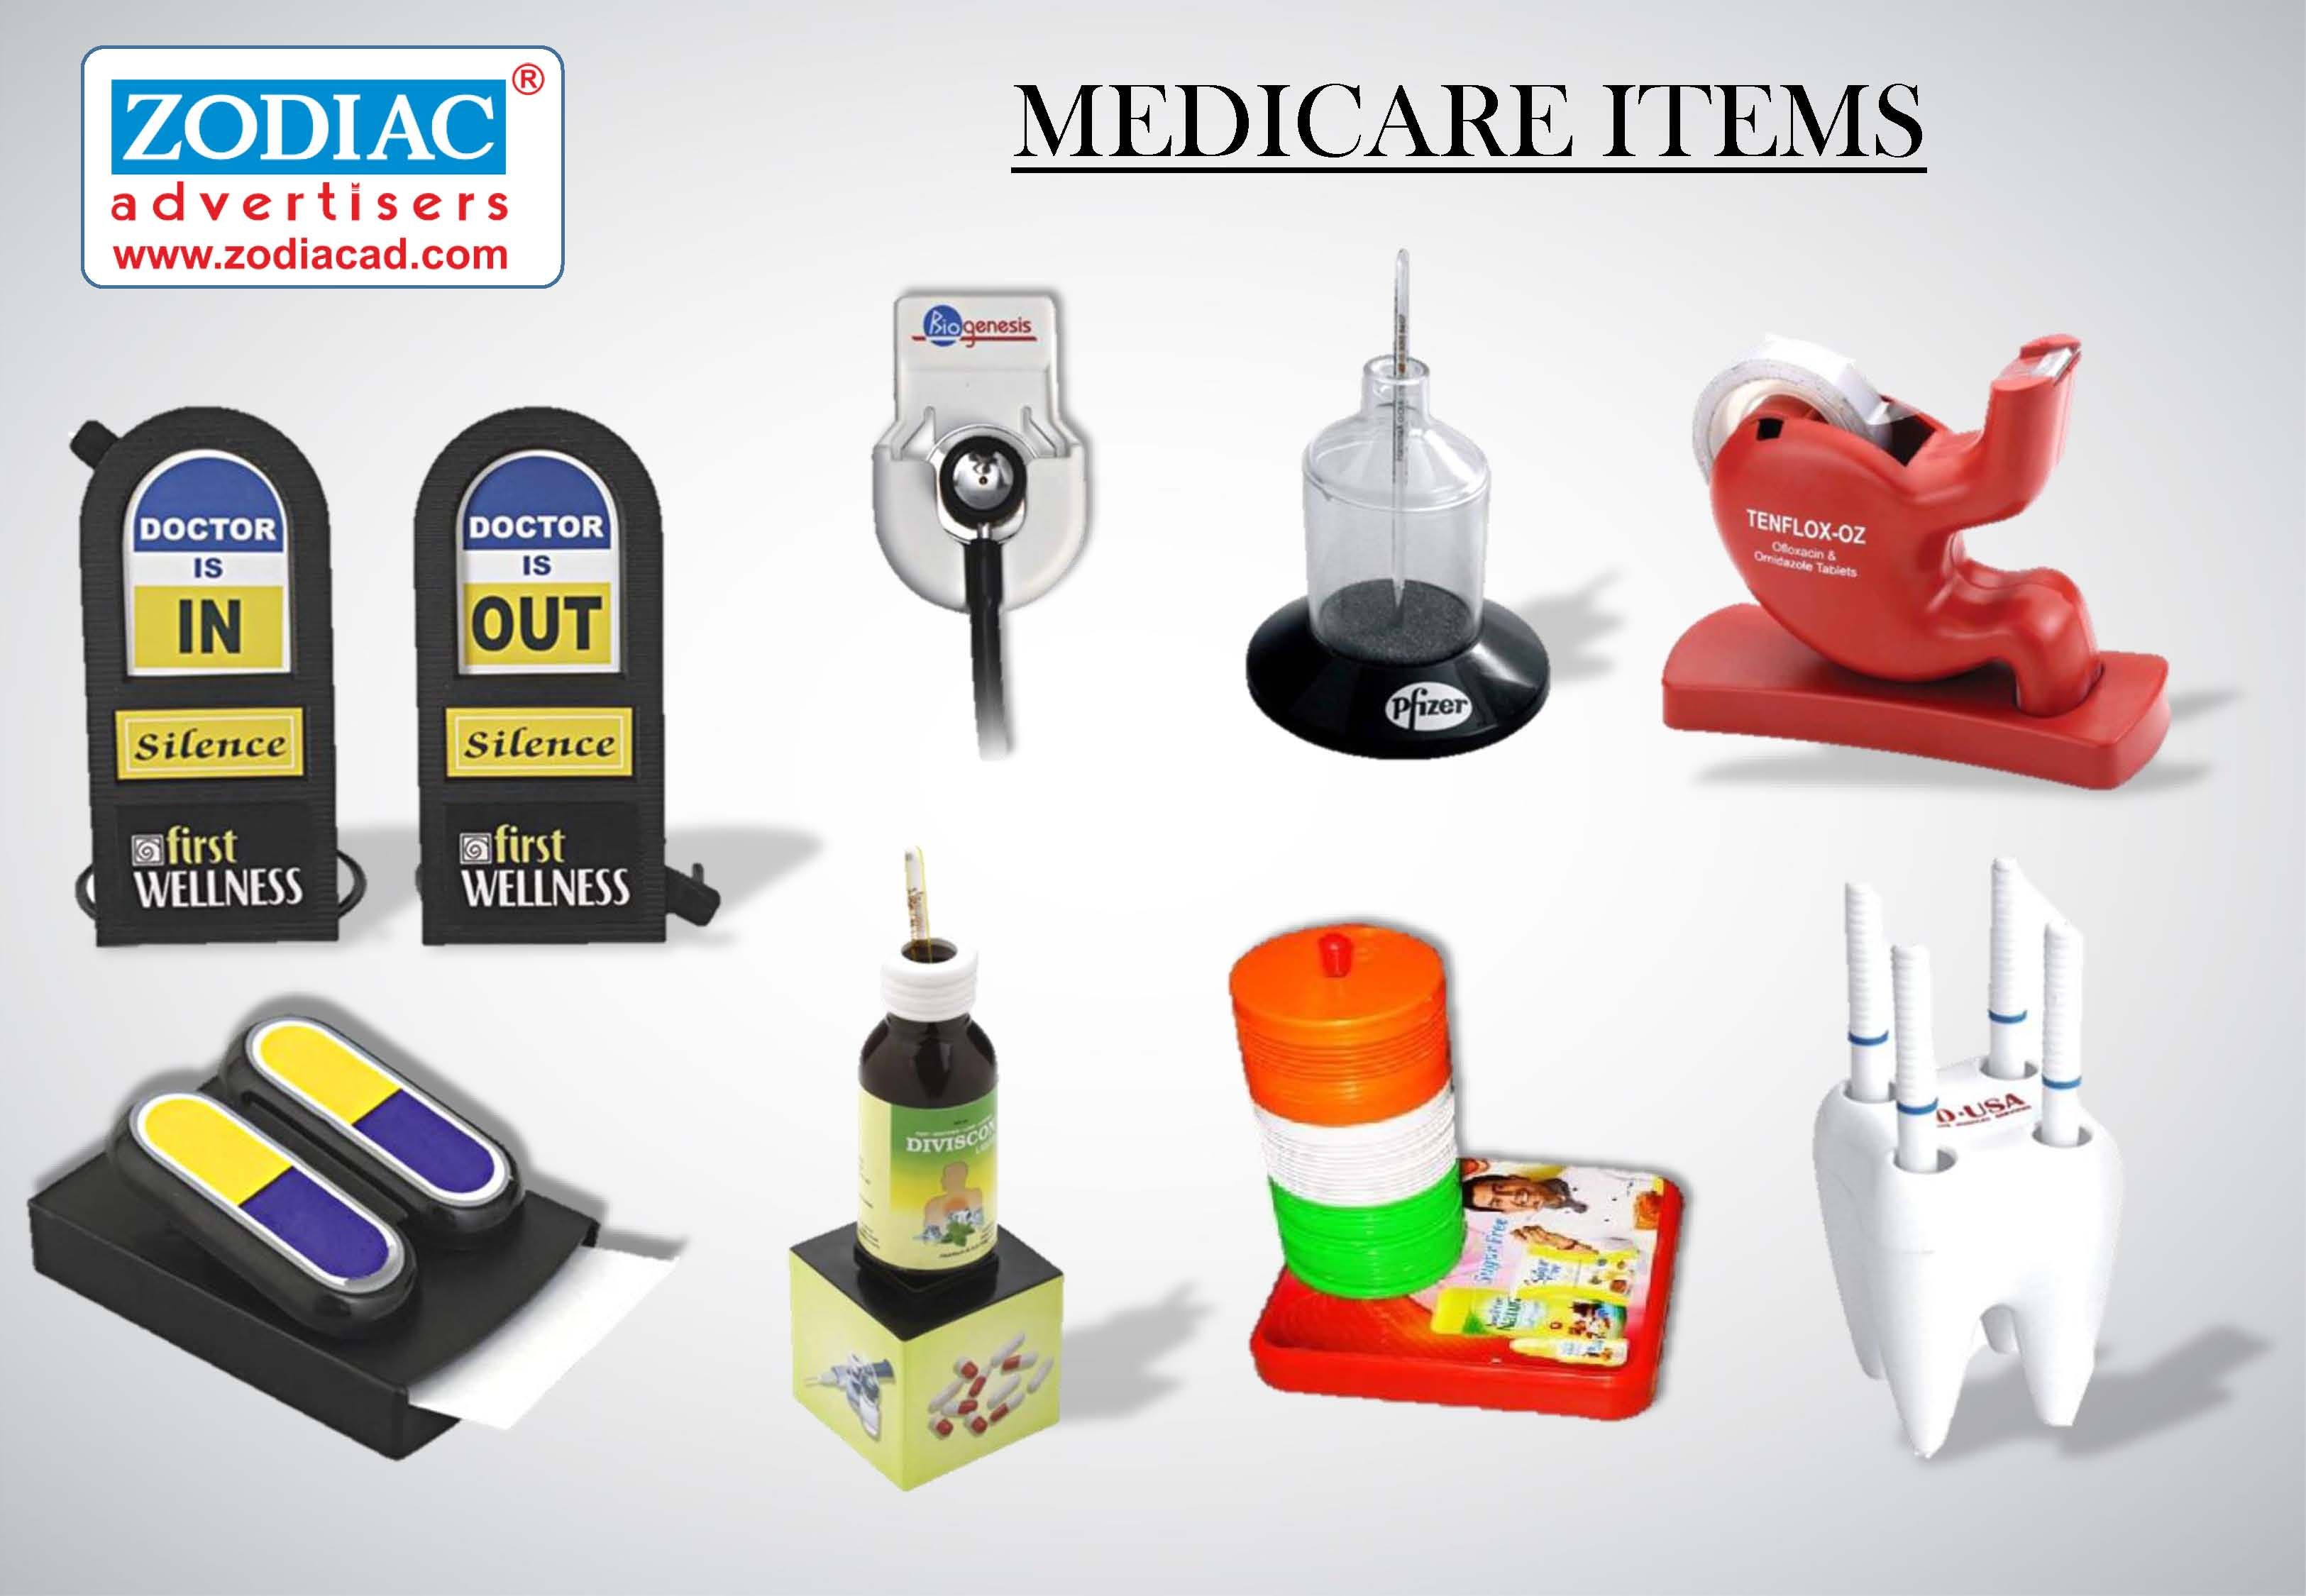 ZODIAC®
advertisers
www.zodiacad.com
MEDICARE ITEMS
DOCTOR
IS
IN
Silence
first
WELLNESS
DOCTOR
IS
OUT
Silence
first
WELLNESS
Biogenesis
Pfizer
TENFLOX-OZ
Ofloxacin &
Ornidazole Tablets
DIVISCON
Sugar Free
D-USA